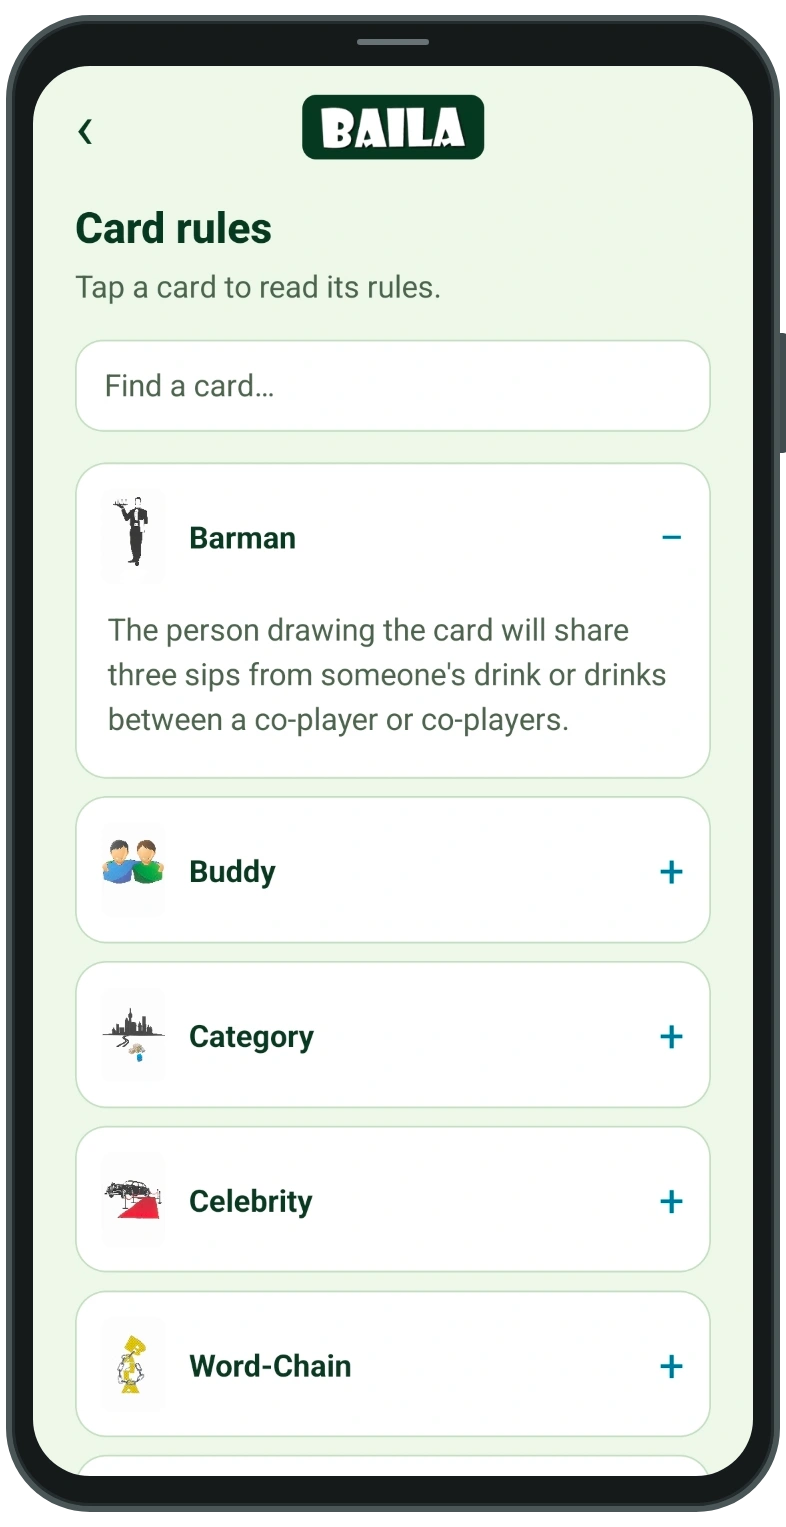 BAILA
Card rules
Tap a card to read its rules.
Find a card...
Barman
The person drawing the card will share
three sips from someone's drink or drinks
between a co-player or co-players.
Buddy
Category
Celebrity
Word-Chain